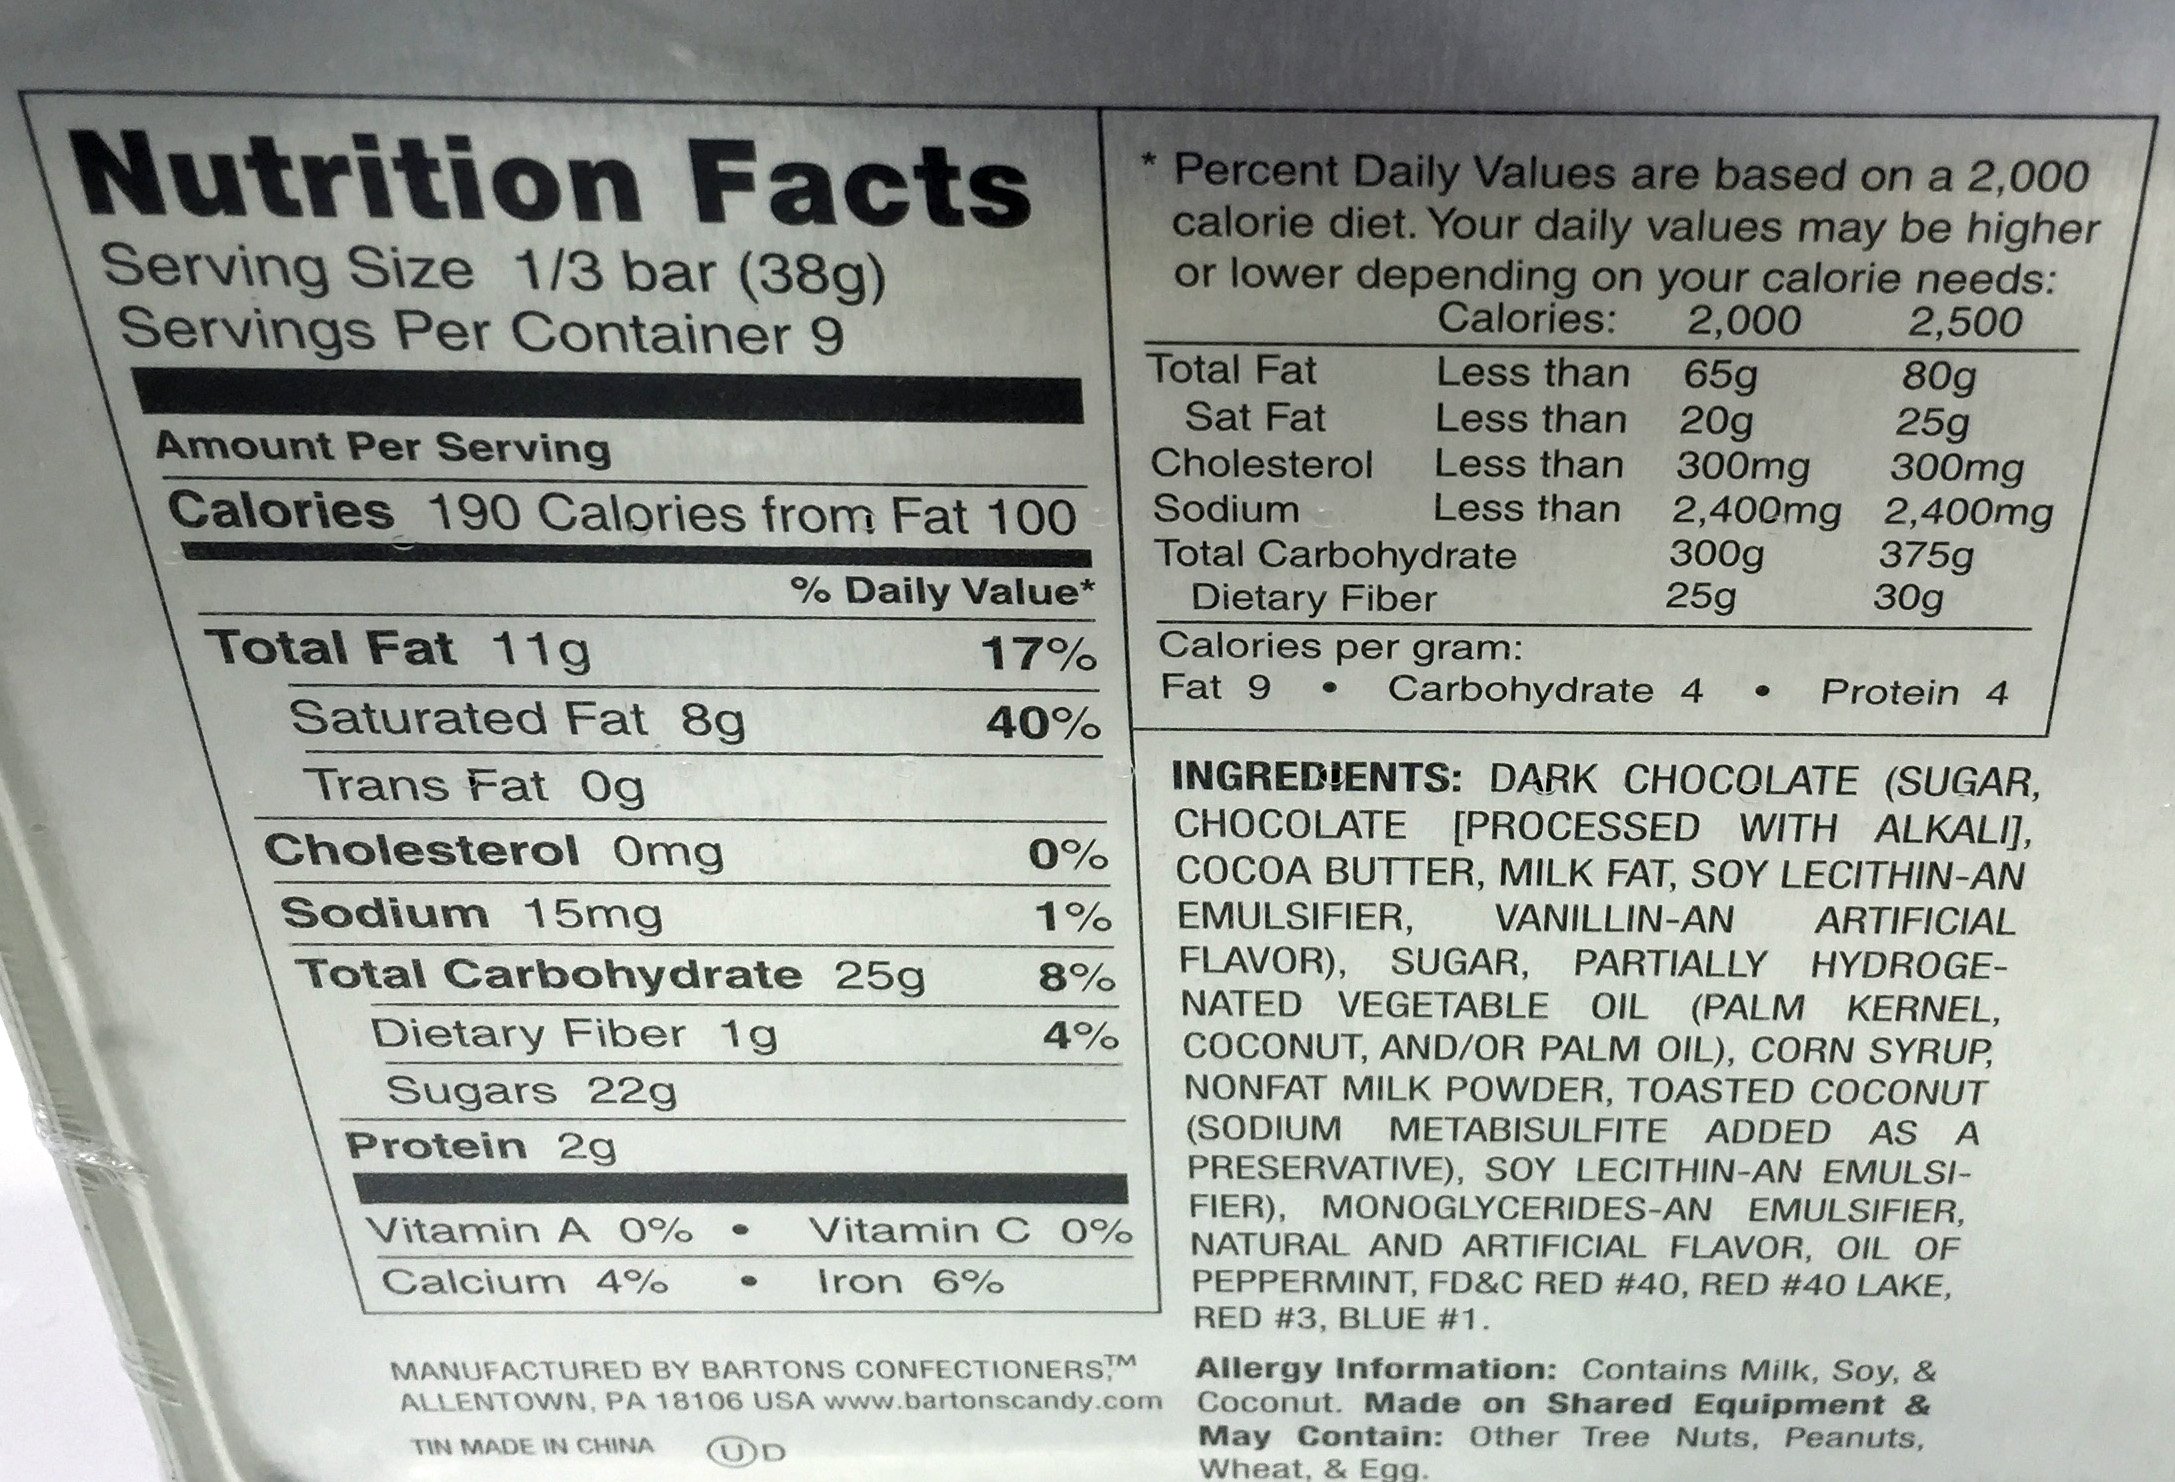 Nutrition Facts
Serving Size 1/3 bar (38g)
Servings Per Container 9
Amount Per Serving
Calories 190 Calories from Fat 100
% Daily Value*
Total Fat 11g 17%
Saturated Fat 8g 40%
Trans Fat 0g
Cholesterol 0mg 0%
Sodium 15mg 1%
Total Carbohydrate 25g 8%
Dietary Fiber 1g 4%
Sugars 22g
Protein 2g
Vitamin A 0% • Vitamin C 0%
Calcium 4% • Iron 6%
MANUFACTURED BY BARTONS CONFECTIONERS,™
ALLENTOWN, PA 18106 USA www.bartonscandy.com
TIN MADE IN CHINA Ⓤ D
* Percent Daily Values are based on a 2,000
calorie diet. Your daily values may be higher
or lower depending on your calorie needs:
Calories: 2,000 2,500
Total Fat Less than 65g 80g
Sat Fat Less than 20g 25g
Cholesterol Less than 300mg 300mg
Sodium Less than 2,400mg 2,400mg
Total Carbohydrate 300g 375g
Dietary Fiber 25g 30g
Calories per gram:
Fat 9 • Carbohydrate 4 • Protein 4
INGREDIENTS: DARK CHOCOLATE (SUGAR,
CHOCOLATE [PROCESSED WITH ALKALI],
COCOA BUTTER, MILK FAT, SOY LECITHIN-AN
EMULSIFIER, VANILLIN-AN ARTIFICIAL
FLAVOR), SUGAR, PARTIALLY HYDROGE-
NATED VEGETABLE OIL (PALM KERNEL,
COCONUT, AND/OR PALM OIL), CORN SYRUP,
NONFAT MILK POWDER, TOASTED COCONUT
(SODIUM METABISULFITE ADDED AS A
PRESERVATIVE), SOY LECITHIN-AN EMULSI-
FIER), MONOGLYCERIDES-AN EMULSIFIER,
NATURAL AND ARTIFICIAL FLAVOR, OIL OF
PEPPERMINT, FD&C RED #40, RED #40 LAKE,
RED #3, BLUE #1.
Allergy Information: Contains Milk, Soy, &
Coconut. Made on Shared Equipment &
May Contain: Other Tree Nuts, Peanuts,
Wheat, & Egg.